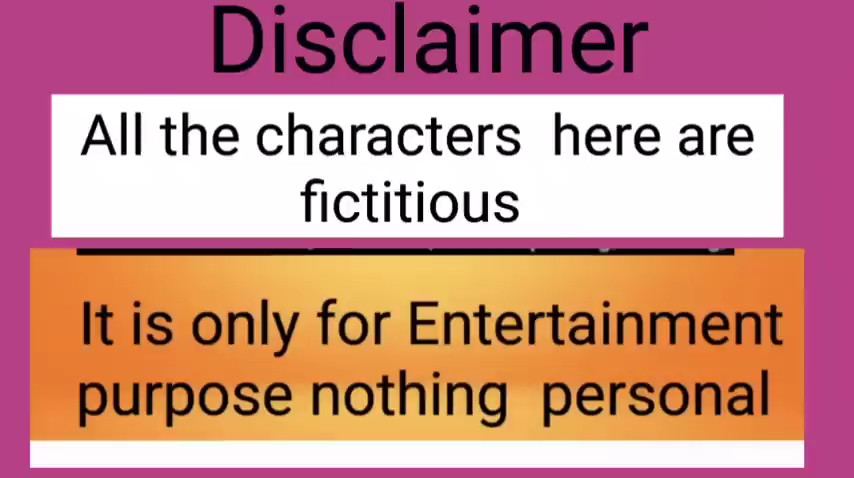 Disclaimer
All the characters here are
fictitious
It is only for Entertainment
purpose nothing personal